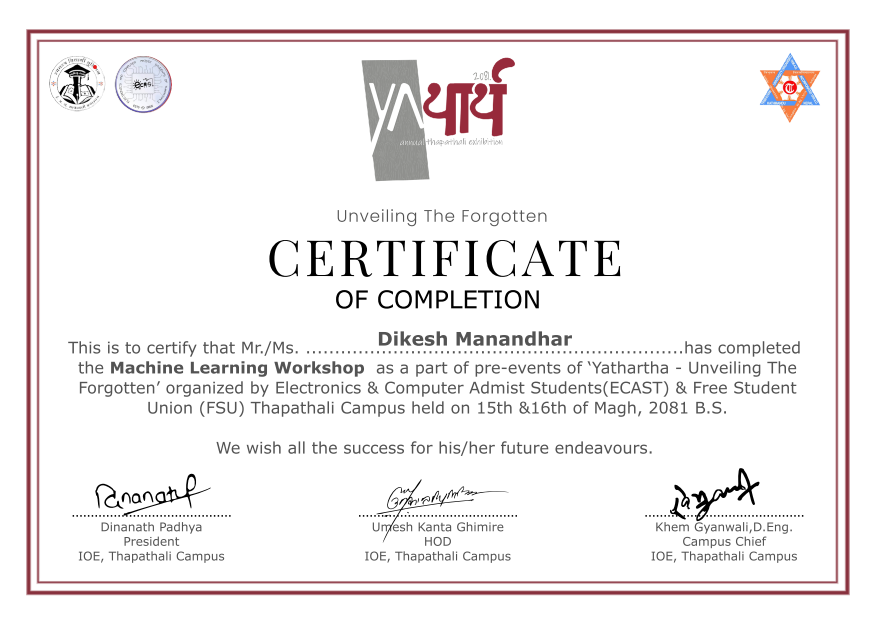 २०८१
YAथार्थ
annual thapathali exhibition
Unveiling The Forgotten
CERTIFICATE
OF COMPLETION
Dikesh Manandhar
This is to certify that Mr./Ms. ....................................................................has completed
the Machine Learning Workshop as a part of pre-events of ‘Yathartha - Unveiling The
Forgotten’ organized by Electronics & Computer Admist Students(ECAST) & Free Student
Union (FSU) Thapathali Campus held on 15th &16th of Magh, 2081 B.S.
We wish all the success for his/her future endeavours.
Dinanath Padhya
President
IOE, Thapathali Campus
Umesh Kanta Ghimire
HOD
IOE, Thapathali Campus
Khem Gyanwali,D.Eng.
Campus Chief
IOE, Thapathali Campus